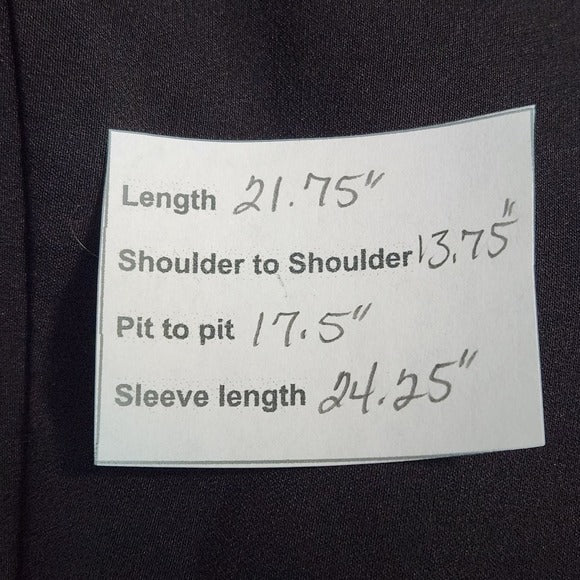 Length 21.75"
Shoulder to Shoulder 13.75"
Pit to pit 17.5"
Sleeve length 24.25"